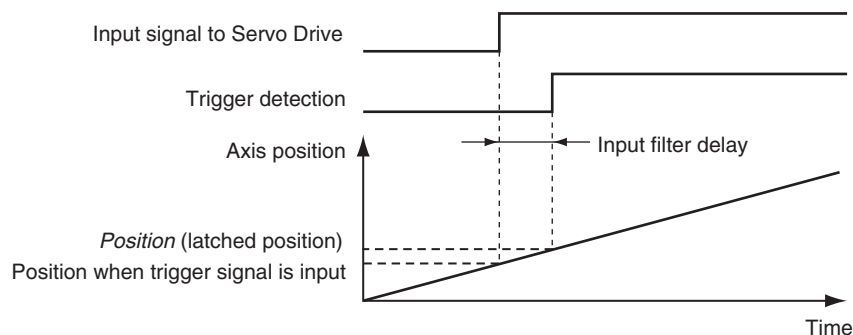 Input signal to Servo Drive
Trigger detection
Axis position
Input filter delay
Position (latched position)
Position when trigger signal is input
Time